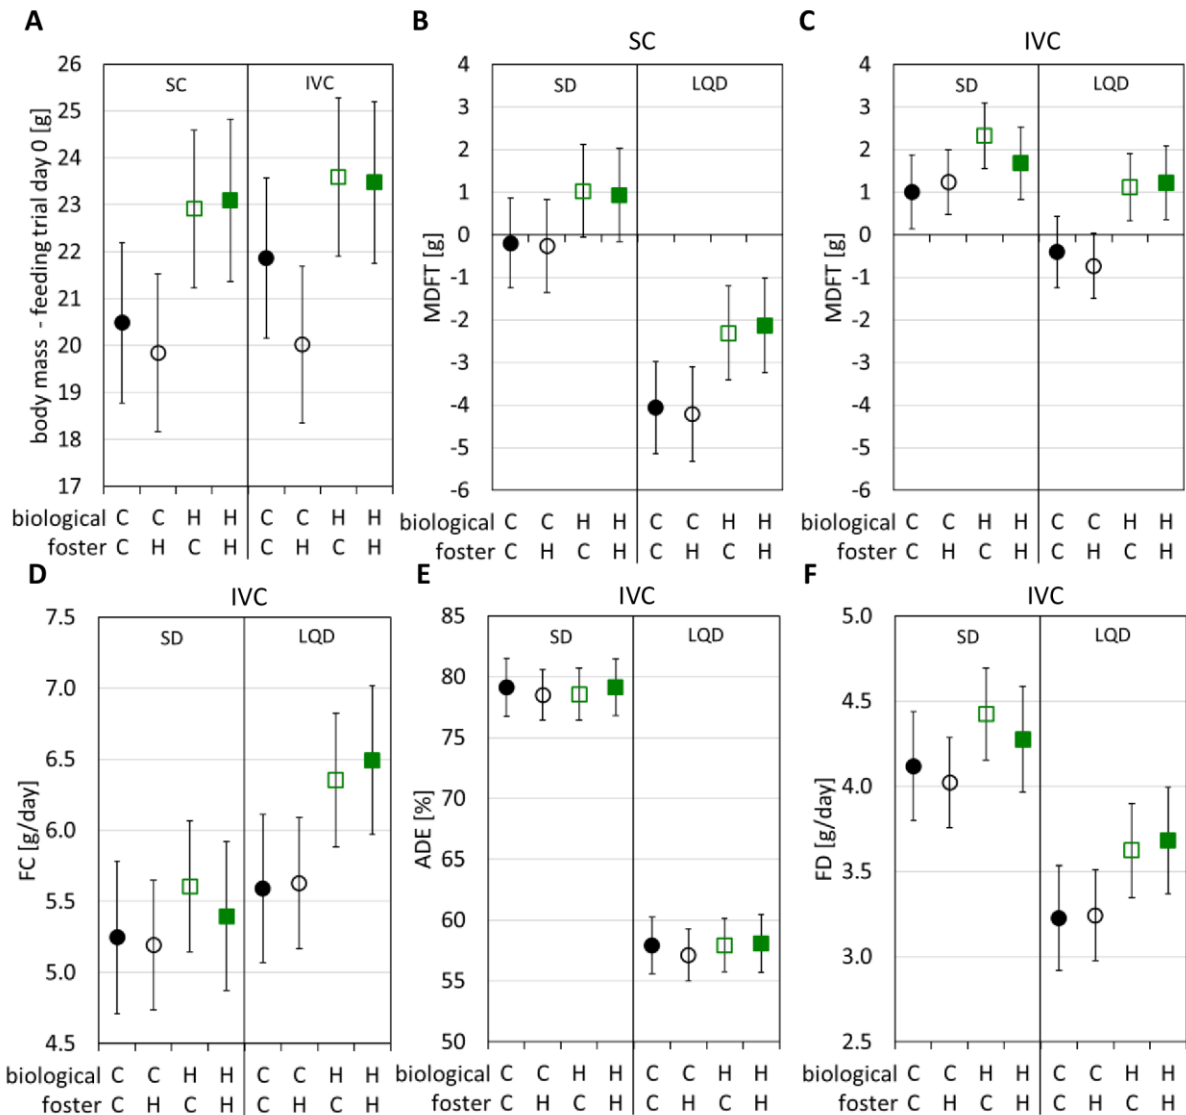 A
B
C
SC
IVC
body mass - feeding trial day 0 [g]
26
25
24
23
22
21
20
19
18
17
SC
IVC
MDFT [g]
4
3
2
1
0
-1
-2
-3
-4
-5
-6
SD
LQD
MDFT [g]
4
3
2
1
0
-1
-2
-3
-4
-5
-6
SD
LQD
biological C C H H C C H H
foster C H C H C H C H
biological C C H H C C H H
foster C H C H C H C H
C C H H C C H H
C H C H C H C H
D
E
F
IVC
IVC
IVC
FC [g/day]
7.5
7.0
6.5
6.0
5.5
5.0
4.5
SD
LQD
ADE [%]
85
80
75
70
65
60
55
50
SD
LQD
FD [g/day]
5.0
4.5
4.0
3.5
3.0
2.5
SD
LQD
biological C C H H C C H H
foster C H C H C H C H
biological C C H H C C H H
foster C H C H C H C H
biological C C H H C C H H
foster C H C H C H C H